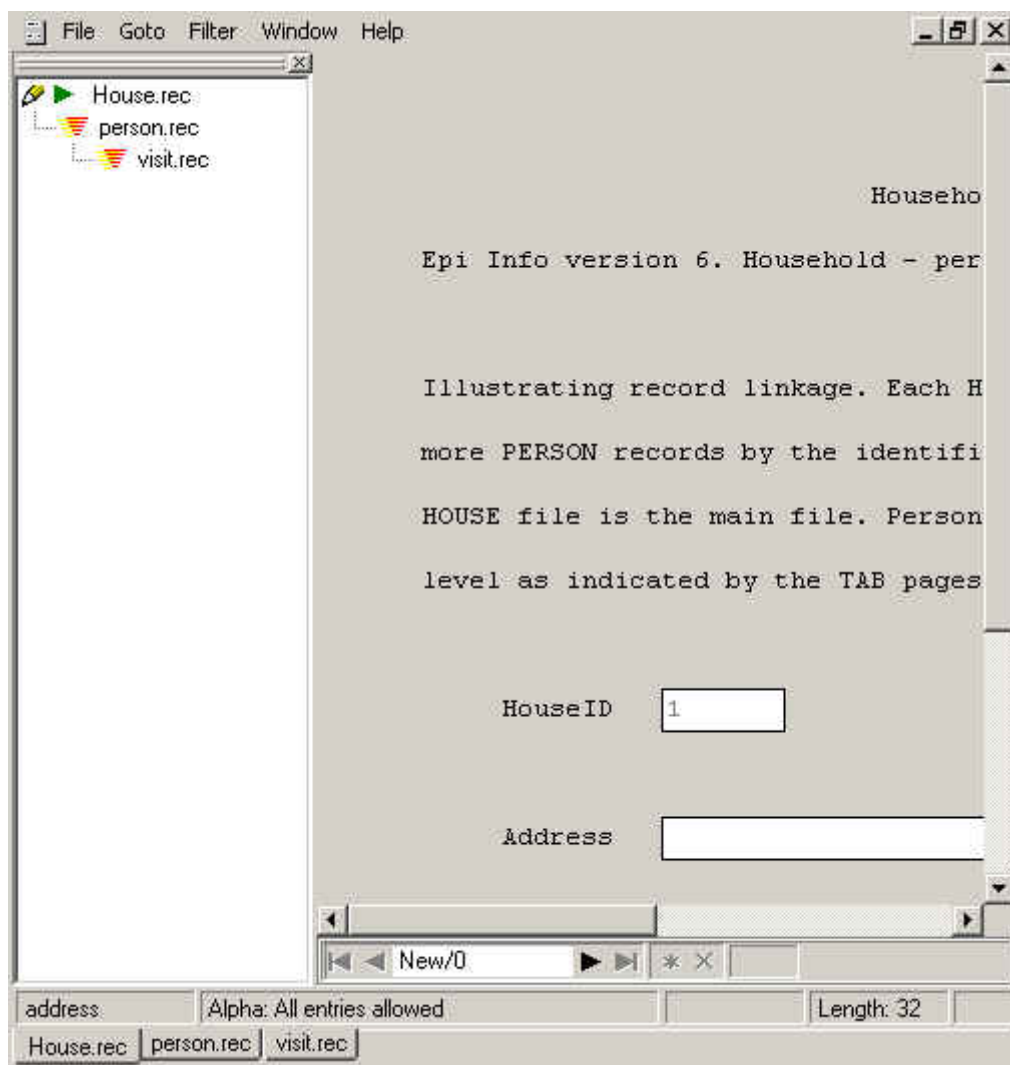 File Goto Filter Window Help
House.rec
person.rec
visit.rec
Househo
Epi Info version 6. Household - per
Illustrating record linkage. Each H
more PERSON records by the identifi
HOUSE file is the main file. Person
level as indicated by the TAB pages
HouseID 1
Address
New/0
address Alpha: All entries allowed Length: 32
House.rec person.rec visit.rec